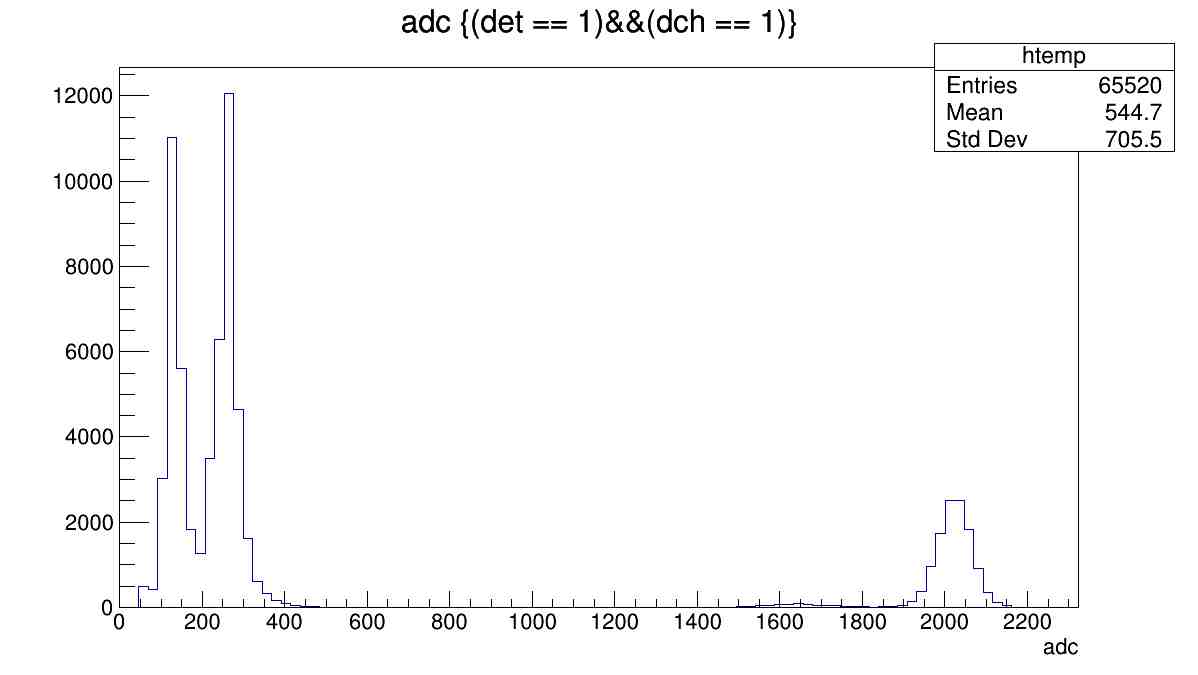 adc {(det == 1)&&(dch == 1)}
htemp
Entries 65520
Mean 544.7
Std Dev 705.5
12000
10000
8000
6000
4000
2000
0
0 200 400 600 800 1000 1200 1400 1600 1800 2000 2200
adc